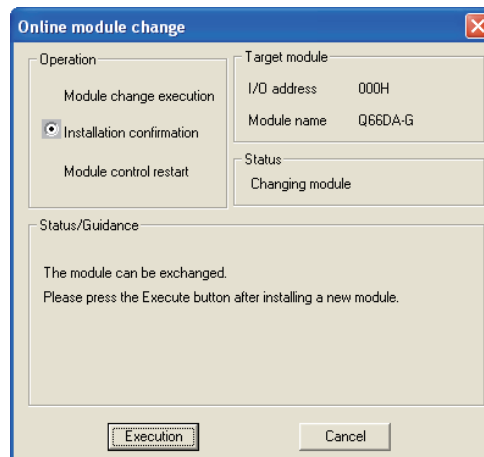 Online module change
Operation
Module change execution
Installation confirmation
Module control restart
Target module
I/O address 000H
Module name Q66DA-G
Status
Changing module
Status/Guidance
The module can be exchanged.
Please press the Execute button after installing a new module.
Execution Cancel